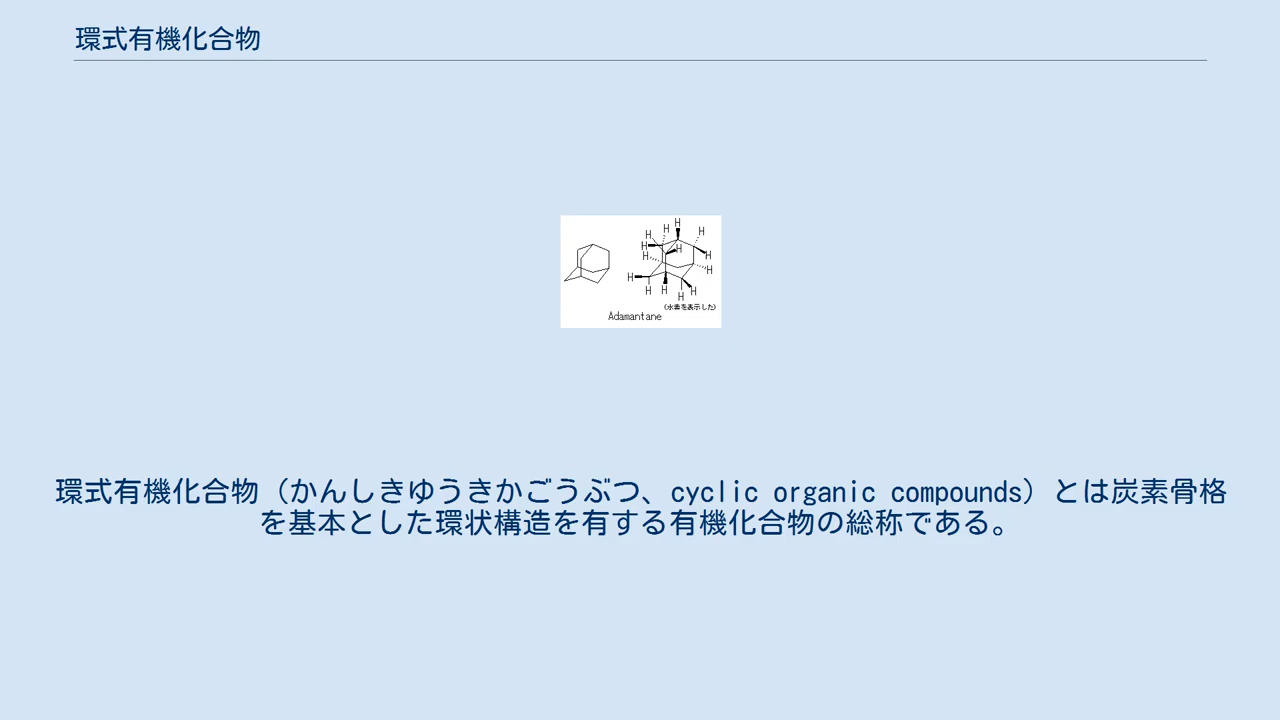 環式有機化合物
H
H
H
H
H
H
H
H
H
H
H
H
H
H
(水素を表示した)
Adamantane
環式有機化合物（かんしきゆうきかごうぶつ、cyclic organic compounds）とは炭素骨格
を基本とした環状構造を有する有機化合物の総称である。